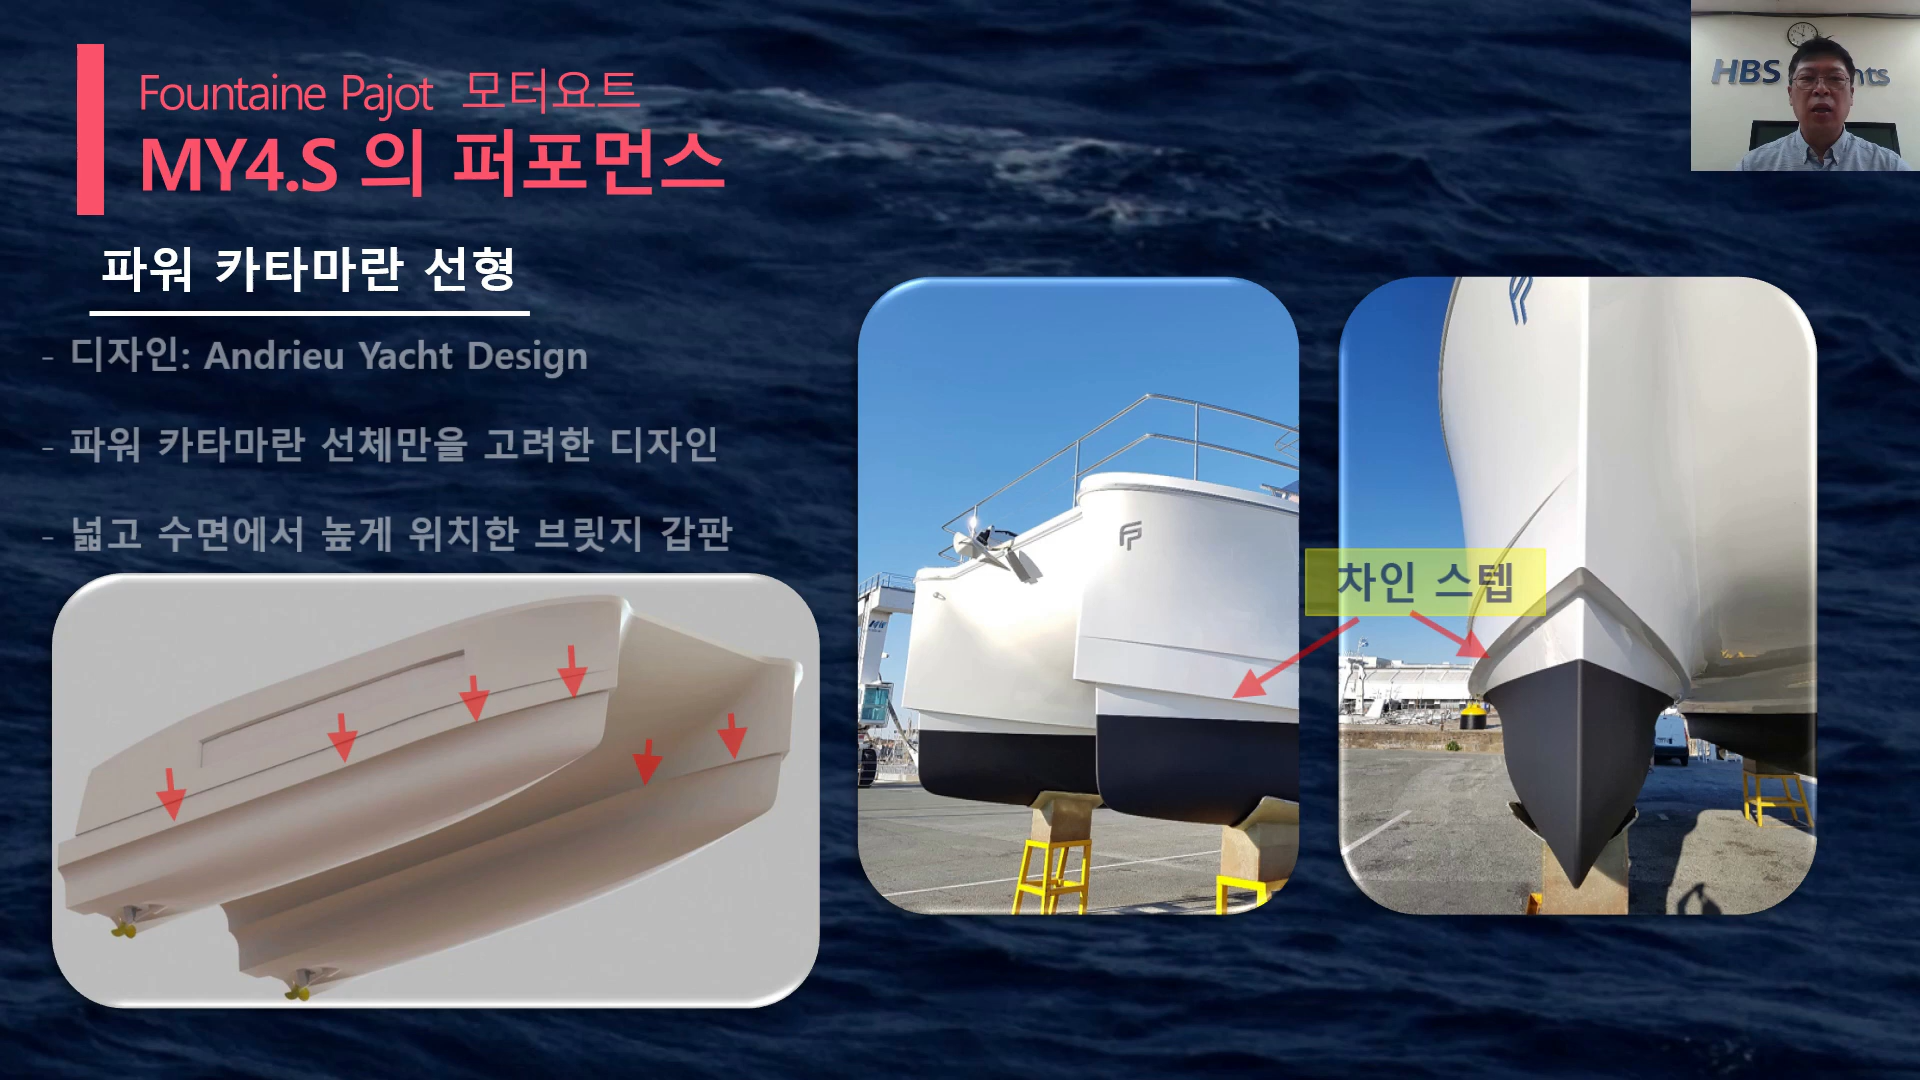 Fountaine Pajot 모터요트
MY4.S 의 퍼포먼스
파워 카타마란 선형
- 디자인: Andrieu Yacht Design
- 파워 카타마란 선체만을 고려한 디자인
- 넓고 수면에서 높게 위치한 브릿지 갑판
차인 스텝
HBS
nts